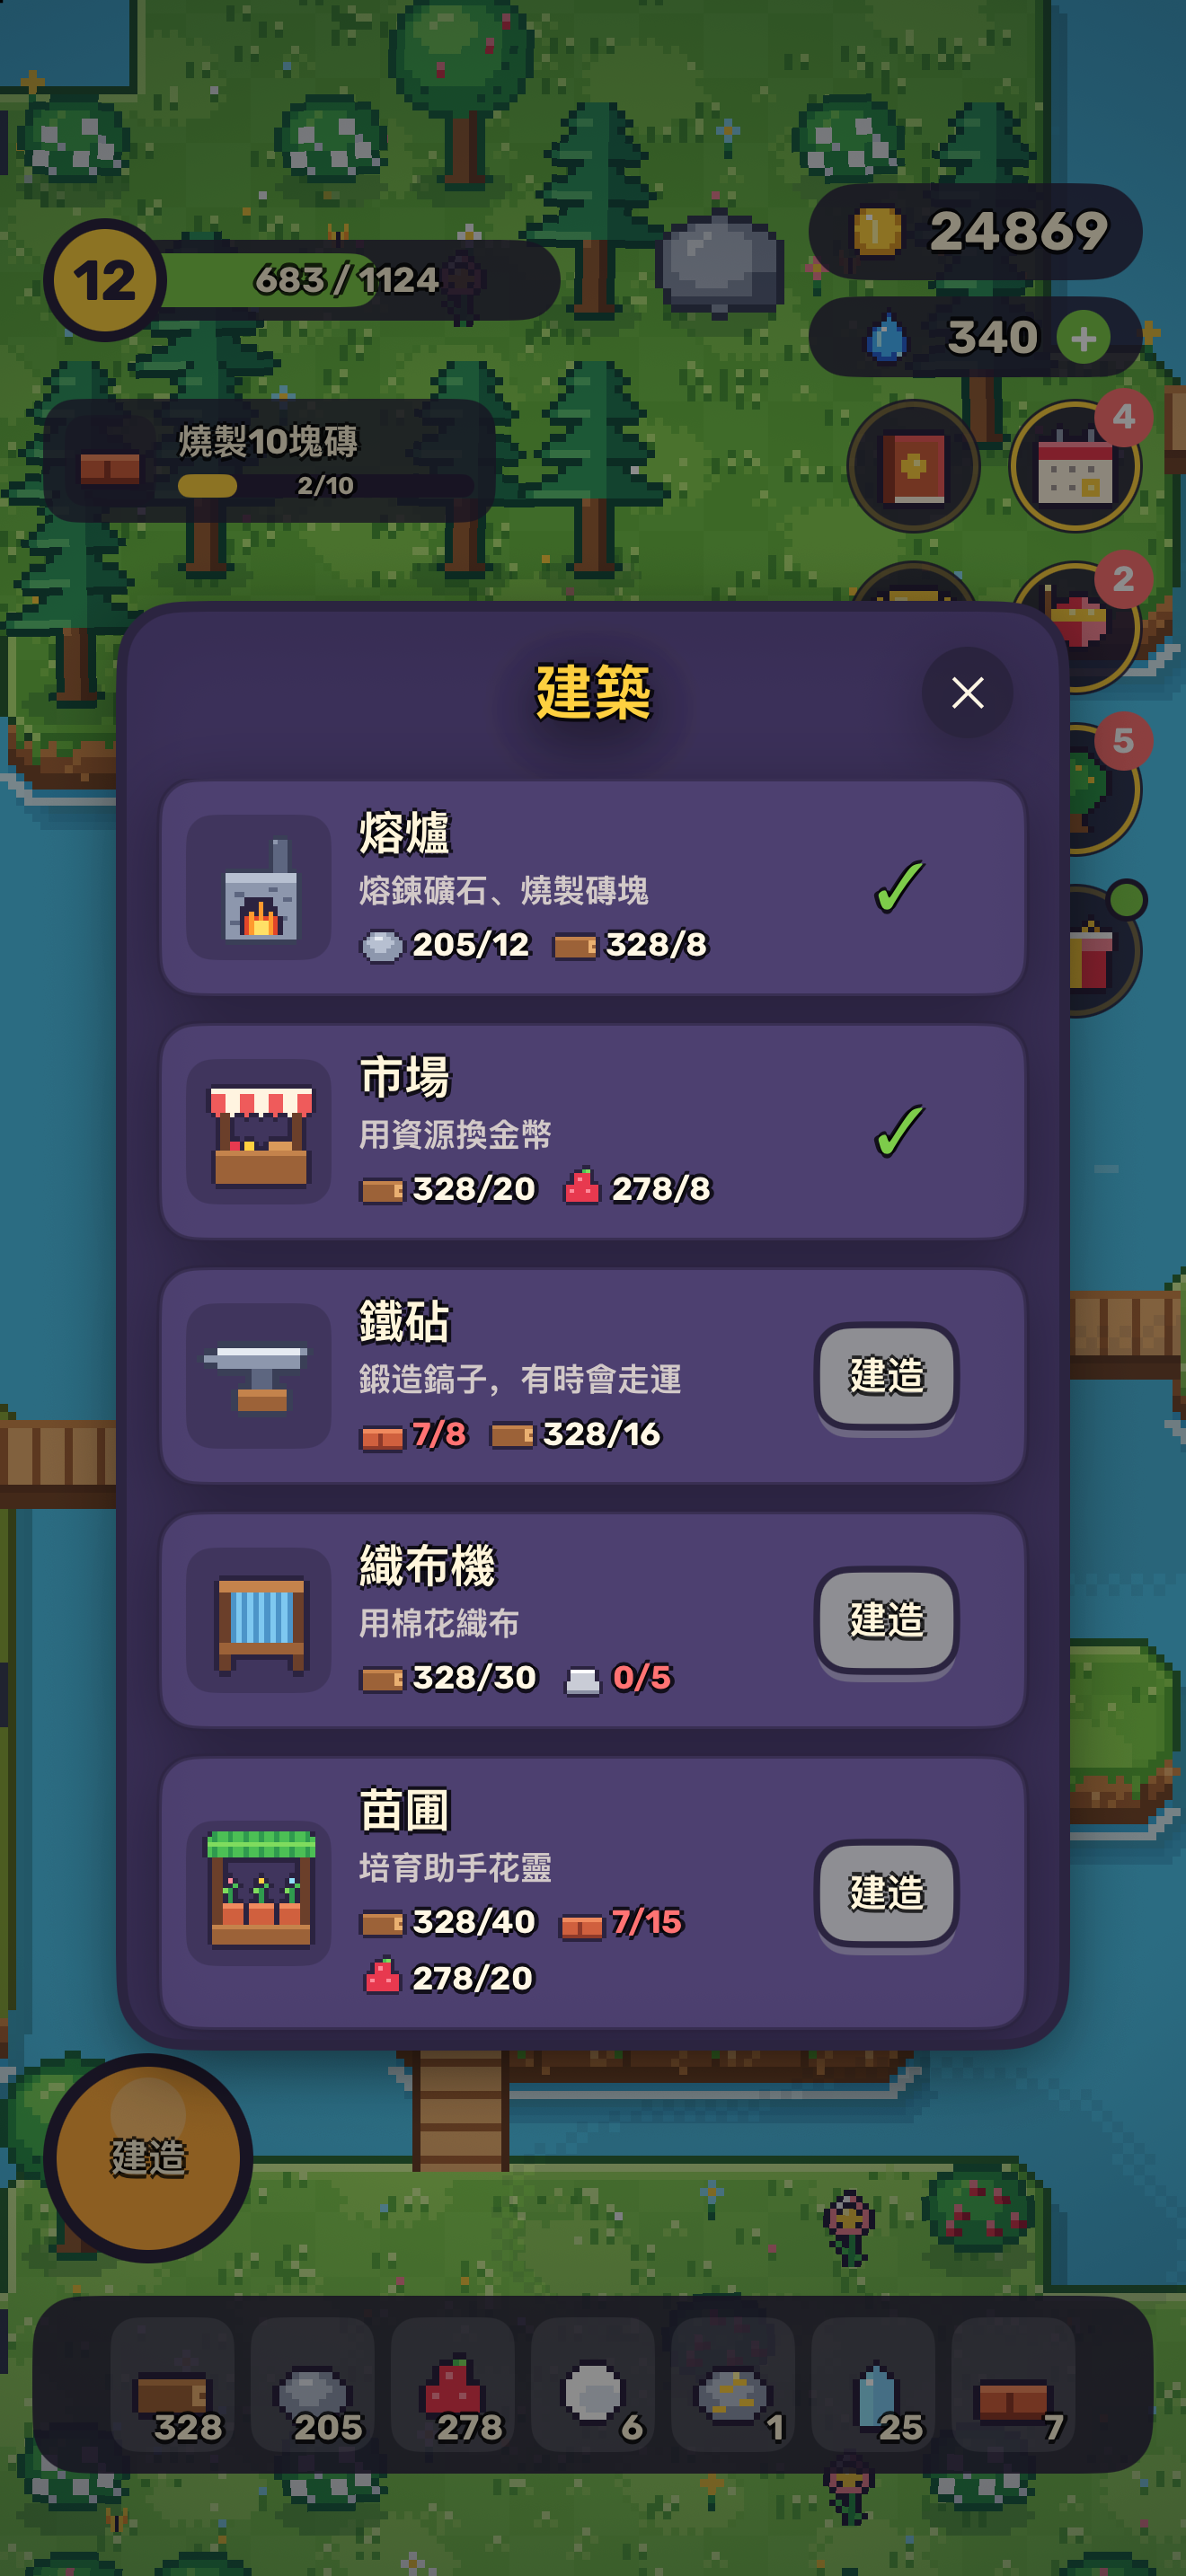 24869
12
683/1124
340
4
燒製10塊磚
2/10
2
5
建築
熔爐
熔鍊礦石、燒製磚塊
205/12 328/8
✓
市場
用資源換金幣
328/20 278/8
✓
鐵砧
鍛造鎬子，有時會走運
7/8 328/16
建造
織布機
用棉花織布
328/30 0/5
建造
苗圃
培育助手花靈
328/40 7/15
278/20
建造
建造
328 205 278 6 1 25 7